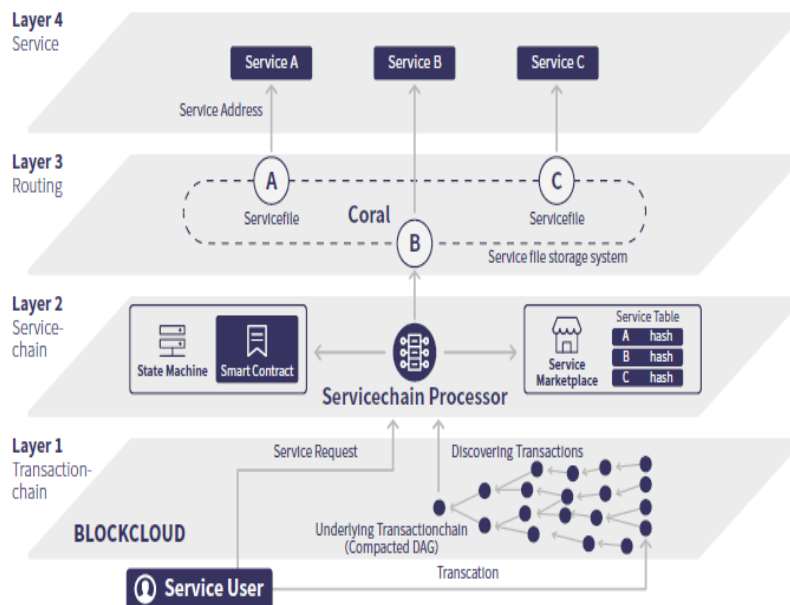 Layer 4
Service
Service A
Service B
Service C
Service Address
Layer 3
Routing
A
C
Servicefile
Coral
Servicefile
B
Service file storage system
Layer 2
Service-
chain
State Machine
Smart Contract
Servicechain Processor
Service
Marketplace
Service Table
A hash
B hash
C hash
Layer 1
Transaction-
chain
Service Request
Discovering Transactions
BLOCKCLOUD
Underlying Transactionchain
(Compacted DAG)
Service User
Transcation